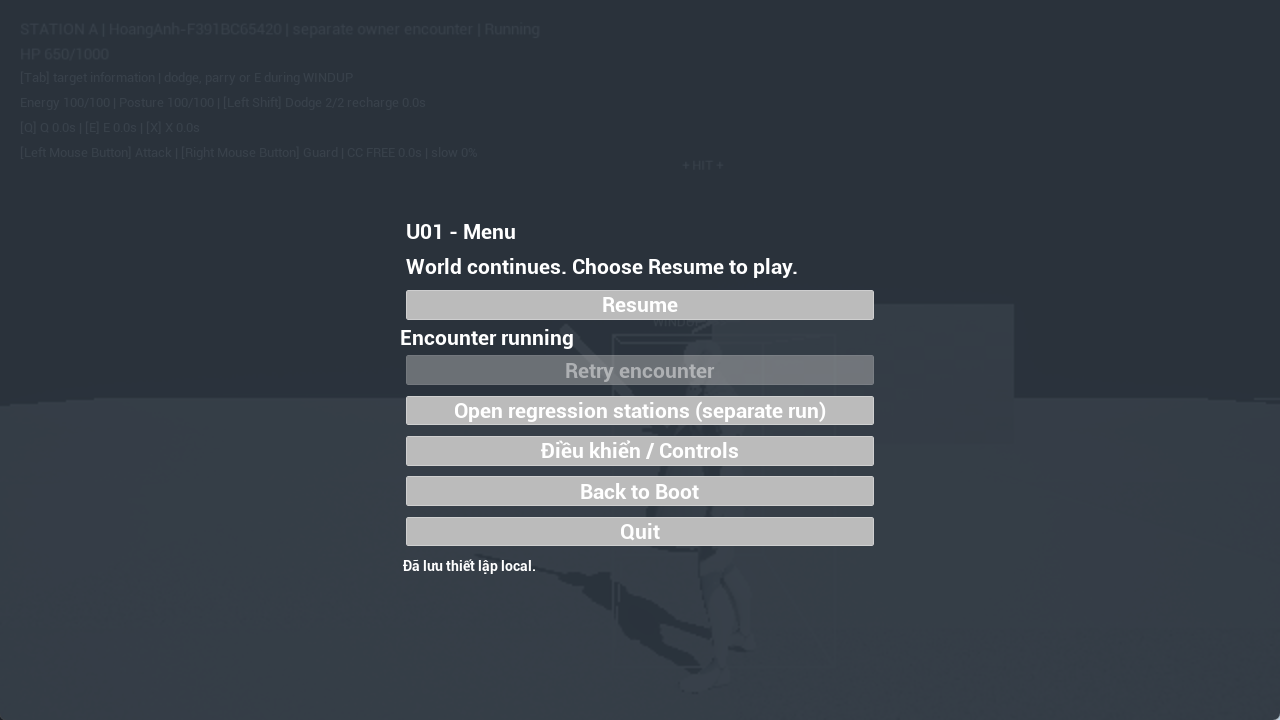 STATION A | HoangAnh-F391BC65420 | separate owner encounter | Running
HP 650/1000
[Tab] target information | dodge, parry or E during WINDUP
Energy 100/100 | Posture 100/100 | [Left Shift] Dodge 2/2 recharge 0.0s
[Q] Q 0.0s | [E] E 0.0s | [X] X 0.0s
[Left Mouse Button] Attack | [Right Mouse Button] Guard | CC FREE 0.0s | slow 0%
+ HIT +
U01 - Menu
World continues. Choose Resume to play.
Resume
WINDUP
Encounter running
Retry encounter
Open regression stations (separate run)
Điều khiển / Controls
Back to Boot
Quit
Đã lưu thiết lập local.